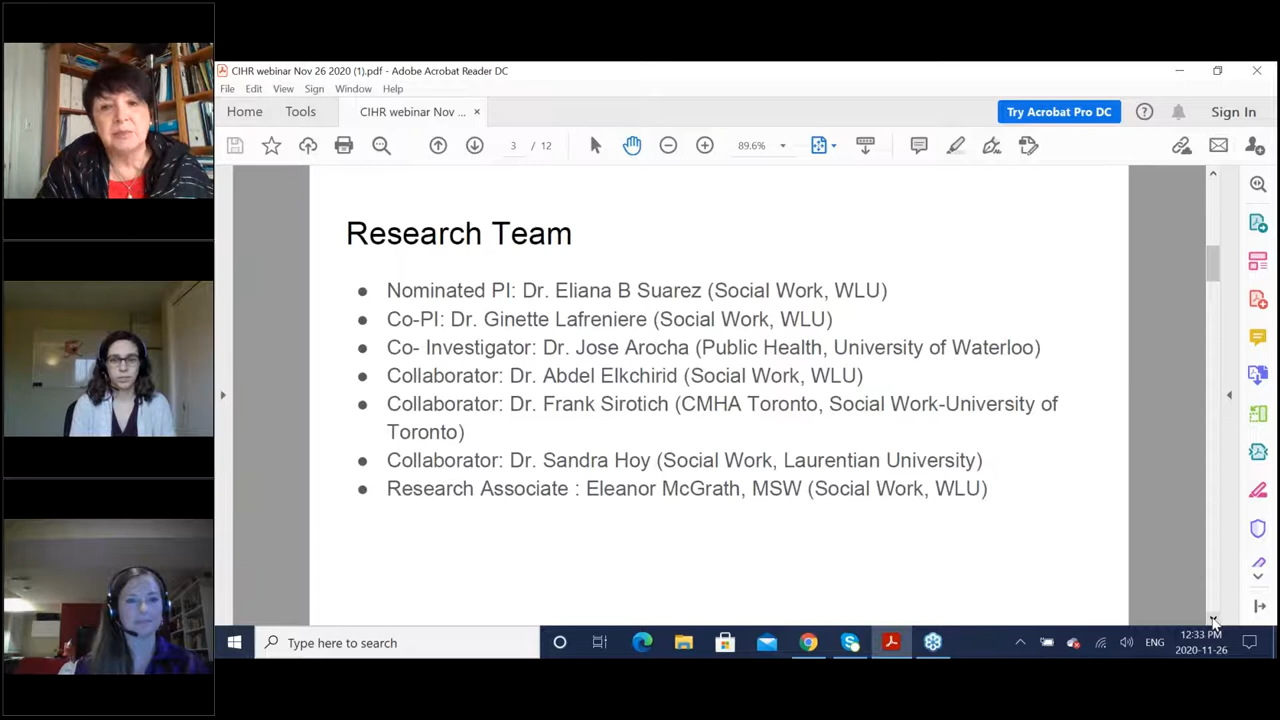 CIHR webinar Nov 26 2020 (1).pdf - Adobe Acrobat Reader DC
File Edit View Window Help
Home Tools CIHR webinar Nov ... × Try Acrobat Pro DC Sign In
3 / 12 89.6%
Research Team
● Nominated PI: Dr. Eliana B Suarez (Social Work, WLU)
● Co-PI: Dr. Ginette Lafreniere (Social Work, WLU)
● Co- Investigator: Dr. Jose Arocha (Public Health, University of Waterloo)
● Collaborator: Dr. Abdel Elkchirid (Social Work, WLU)
● Collaborator: Dr. Frank Sirotich (CMHA Toronto, Social Work-University of
Toronto)
● Collaborator: Dr. Sandra Hoy (Social Work, Laurentian University)
● Research Associate : Eleanor McGrath, MSW (Social Work, WLU)
Type here to search
ENG
12:33 PM
2020-11-26